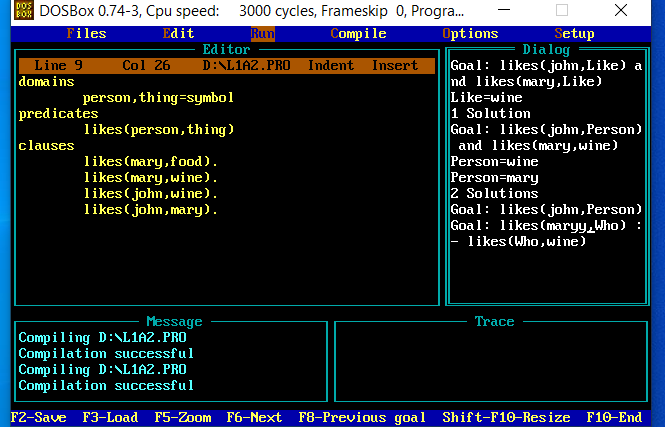 DOSBox 0.74-3, Cpu speed: 3000 cycles, Frameskip 0, Progra...
Files Edit Run Compile Options Setup
Editor
Line 9 Col 26 D:\L1A2.PRO Indent Insert
domains
person,thing=symbol
predicates
likes(person,thing)
clauses
likes(mary,food).
likes(mary,wine).
likes(john,wine).
likes(john,mary).
Dialog
Goal: likes(john,Like) a
nd likes(mary,Like)
Like=wine
1 Solution
Goal: likes(john,Person)
and likes(mary,wine)
Person=wine
Person=mary
2 Solutions
Goal: likes(john,Person)
Goal: likes(maryy,Who) :
- likes(Who,wine)
Message
Compiling D:\L1A2.PRO
Compilation successful
Compiling D:\L1A2.PRO
Compilation successful
Trace
F2-Save F3-Load F5-Zoom F6-Next F8-Previous goal Shift-F10-Resize F10-End